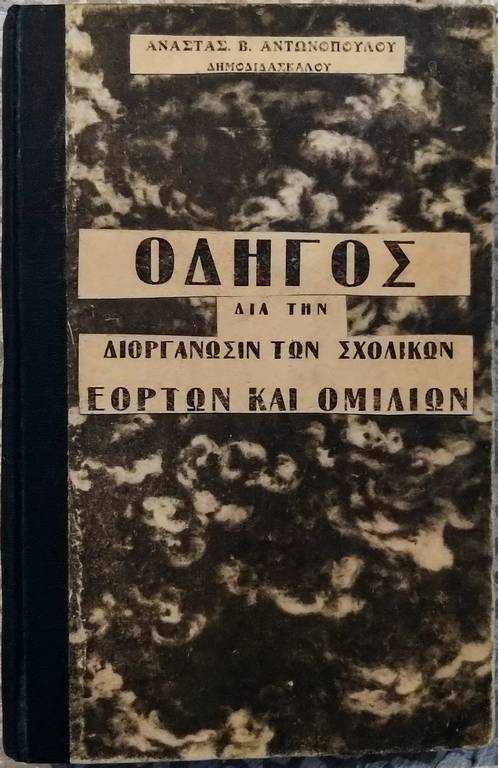 ΑΝΑΣΤΑΣ. Β. ΑΝΤΩΝΟΠΟΥΛΟΥ
ΔΗΜΟΔΙΔΑΣΚΑΛΟΥ
ΟΔΗΓΟΣ
ΔΙΑ ΤΗΝ
ΔΙΟΡΓΑΝΩΣΙΝ ΤΩΝ ΣΧΟΛΙΚΩΝ
ΕΟΡΤΩΝ ΚΑΙ ΟΜΙΛΙΩΝ